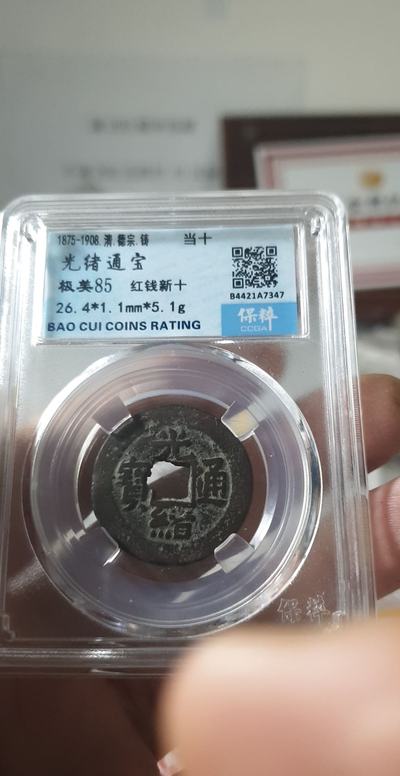 1875-1908.清.德宗.铸 当十
光绪通宝
极美85 红钱新十
B4421A7347
26.4*1.1mm*5.1g
保粹
BAO CUI COINS RATING
CCGA
光
寶 通
緒
保粹